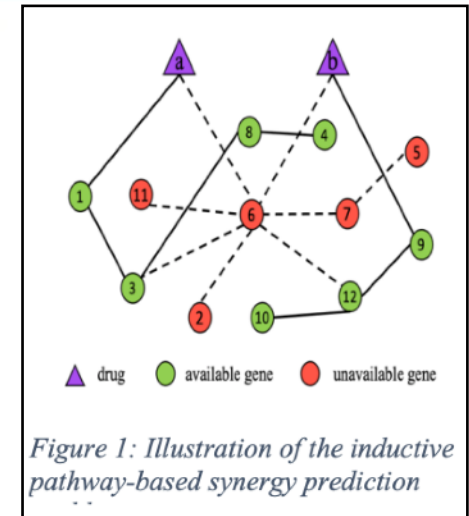 a
b
8
4
5
1
11
6
7
9
3
12
2
10
drug
available gene
unavailable gene
Figure 1: Illustration of the inductive
pathway-based synergy prediction